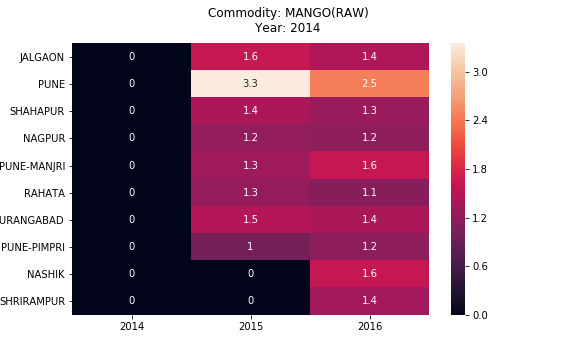 Commodity: MANGO(RAW)
Year: 2014
JALGAON 0 1.6 1.4
PUNE 0 3.3 2.5
SHAHAPUR 0 1.4 1.3
NAGPUR 0 1.2 1.2
PUNE-MANJRI 0 1.3 1.6
RAHATA 0 1.3 1.1
URANGABAD 0 1.5 1.4
PUNE-PIMPRI 0 1 1.2
NASHIK 0 0 1.6
SHRIRAMPUR 0 0 1.4
2014 2015 2016
3.0
2.4
1.8
1.2
0.6
0.0